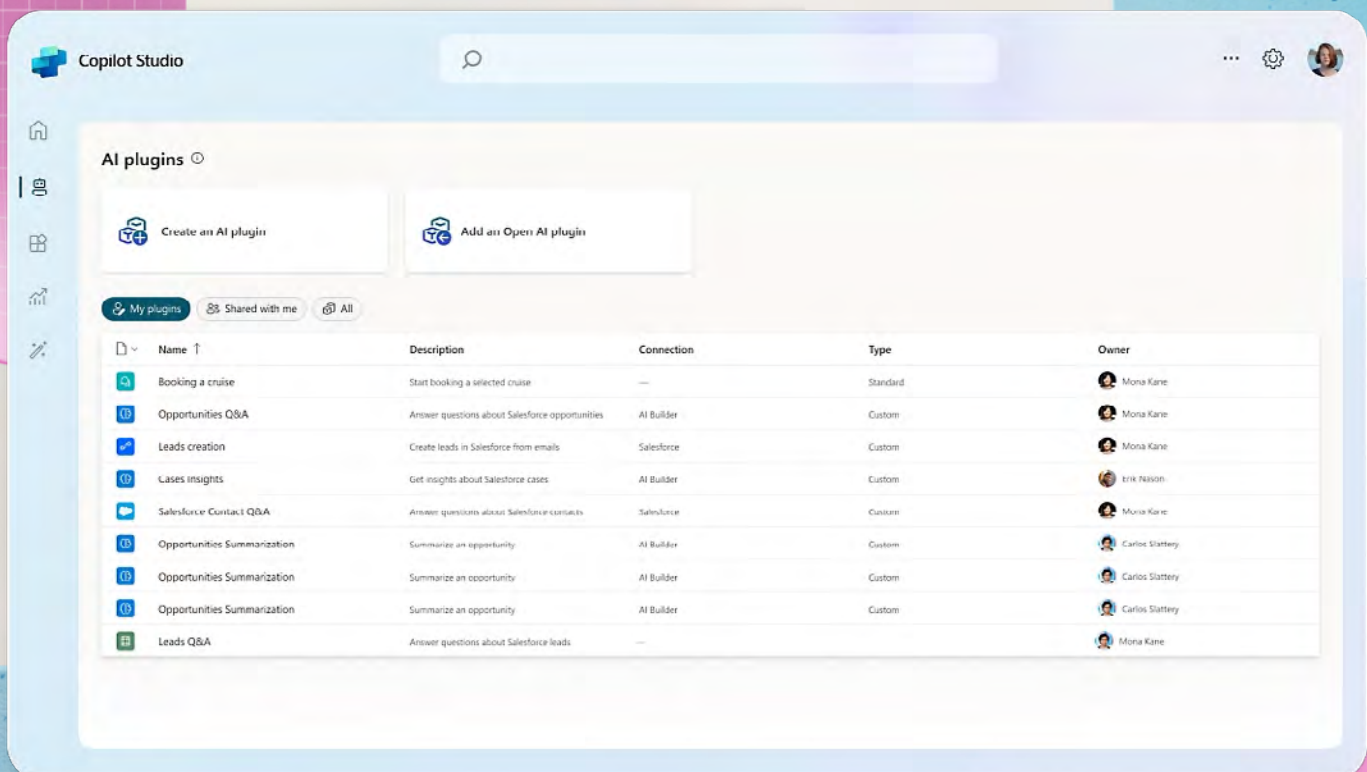 Copilot Studio
AI plugins
Create an AI plugin
Add an Open AI plugin
My plugins Shared with me All
Name ↑ Description Connection Type Owner
Booking a cruise Start booking a selected cruise — Standard Mona Kane
Opportunities Q&A Answer questions about Salesforce opportunities AI Builder Custom Mona Kane
Leads creation Create leads in Salesforce from emails Salesforce Custom Mona Kane
Cases insights Get insights about Salesforce cases AI Builder Custom Erik Nason
Salesforce Contact Q&A Answer questions about Salesforce contacts Salesforce Custom Mona Kane
Opportunities Summarization Summarize an opportunity AI Builder Custom Carlos Slattery
Opportunities Summarization Summarize an opportunity AI Builder Custom Carlos Slattery
Opportunities Summarization Summarize an opportunity AI Builder Custom Carlos Slattery
Leads Q&A Answer questions about Salesforce leads — Mona Kane